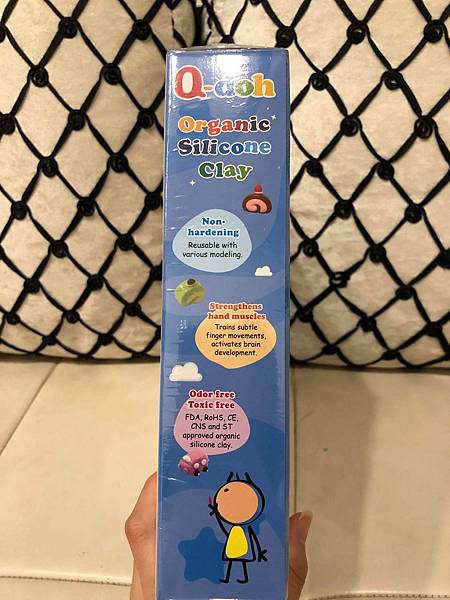 Q-doh
Organic
Silicone
Clay
Non-
hardening
Reusable with
various modeling.
Strengthens
hand muscles
Trains subtle
finger movements,
activates brain
development.
Odor free
Toxic free
FDA, RoHS, CE,
CNS and ST
approved organic
silicone clay.